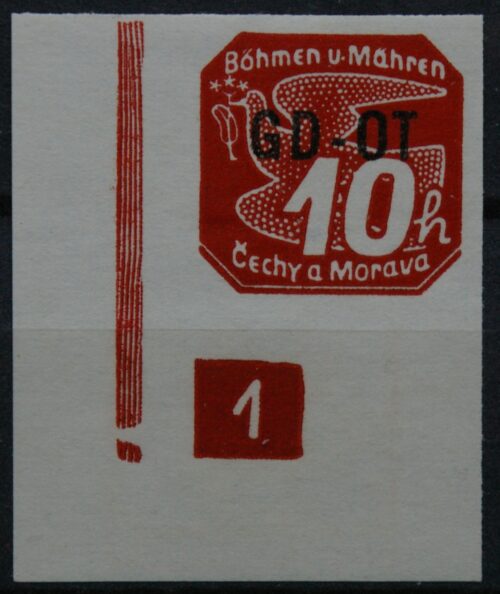 Böhmen u. Mähren
GD-OT
10h
Čechy a Morava
1